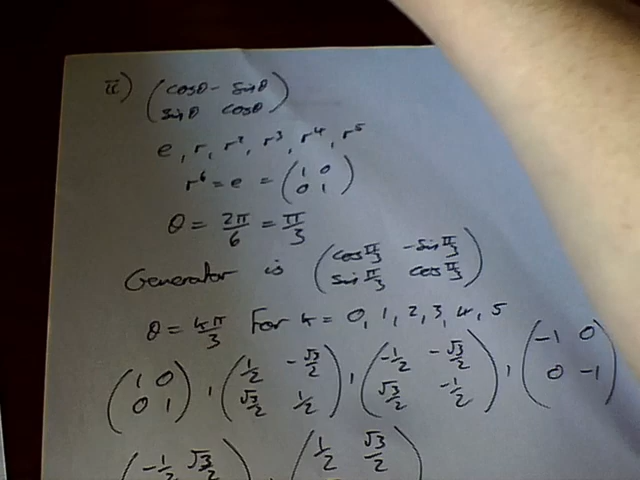 ii) (cosθ - sinθ
sinθ cosθ)
e, r, r², r³, r⁴, r⁵
r⁶ = e = (1 0
0 1)
θ = 2π/6 = π/3
Generator is (cos π/3 -sin π/3
sin π/3 cos π/3)
θ = kπ/3 For k = 0, 1, 2, 3, 4, 5
(1 0
0 1), (1/2 -√3/2
√3/2 1/2), (-1/2 -√3/2
√3/2 -1/2), (-1 0
0 -1)
(-1/2 √3/2), (1/2 √3/2)